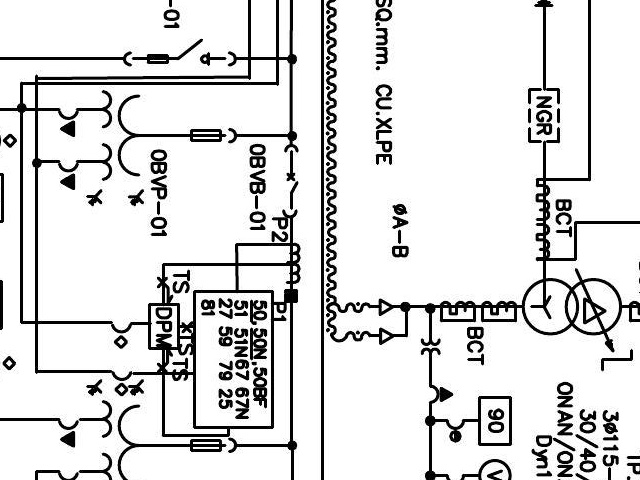 -01
SQ.mm. CU.XLPE
NGR
BCT
0BVB-01
0BVP-01
øA-B
P2
P1
TS
DPM
TS
TS
50,50N,50BF
51 51N67 67N
27 59 79 25
81
BCT
90
V
3ø115-
30/40/
ONAN/ON
Dyn1